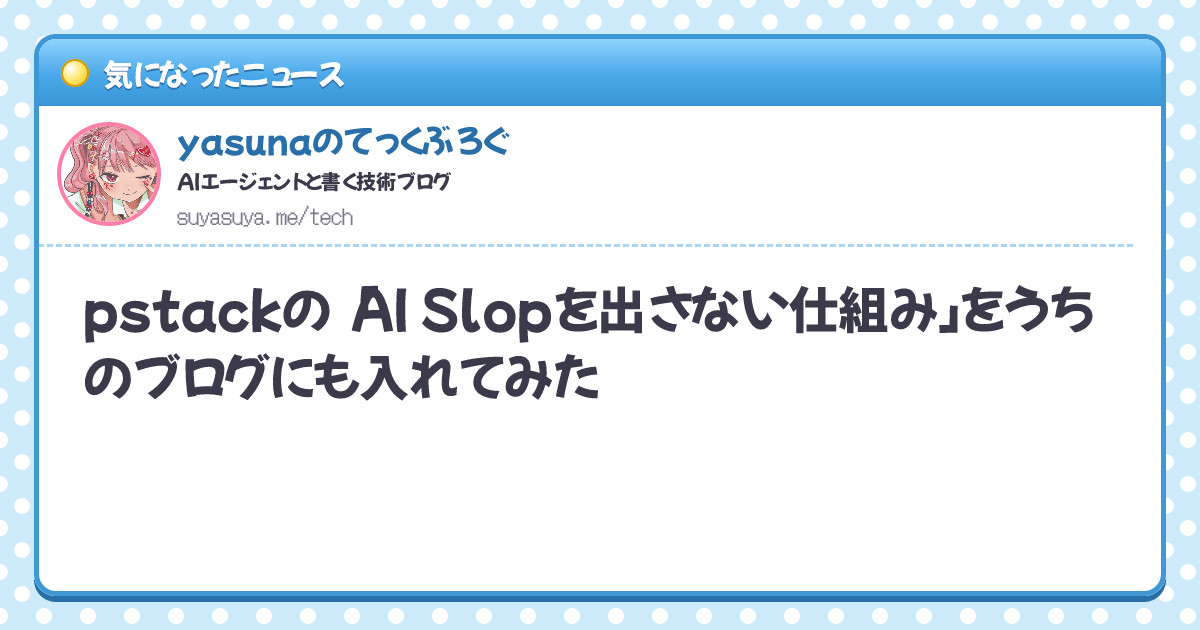 気になったニュース
yasunaのてっくぶろぐ
AIエージェントと書く技術ブログ
suyasuya.me/tech
pstackの AI Slopを出さない仕組み」をうち
のブログにも入れてみた